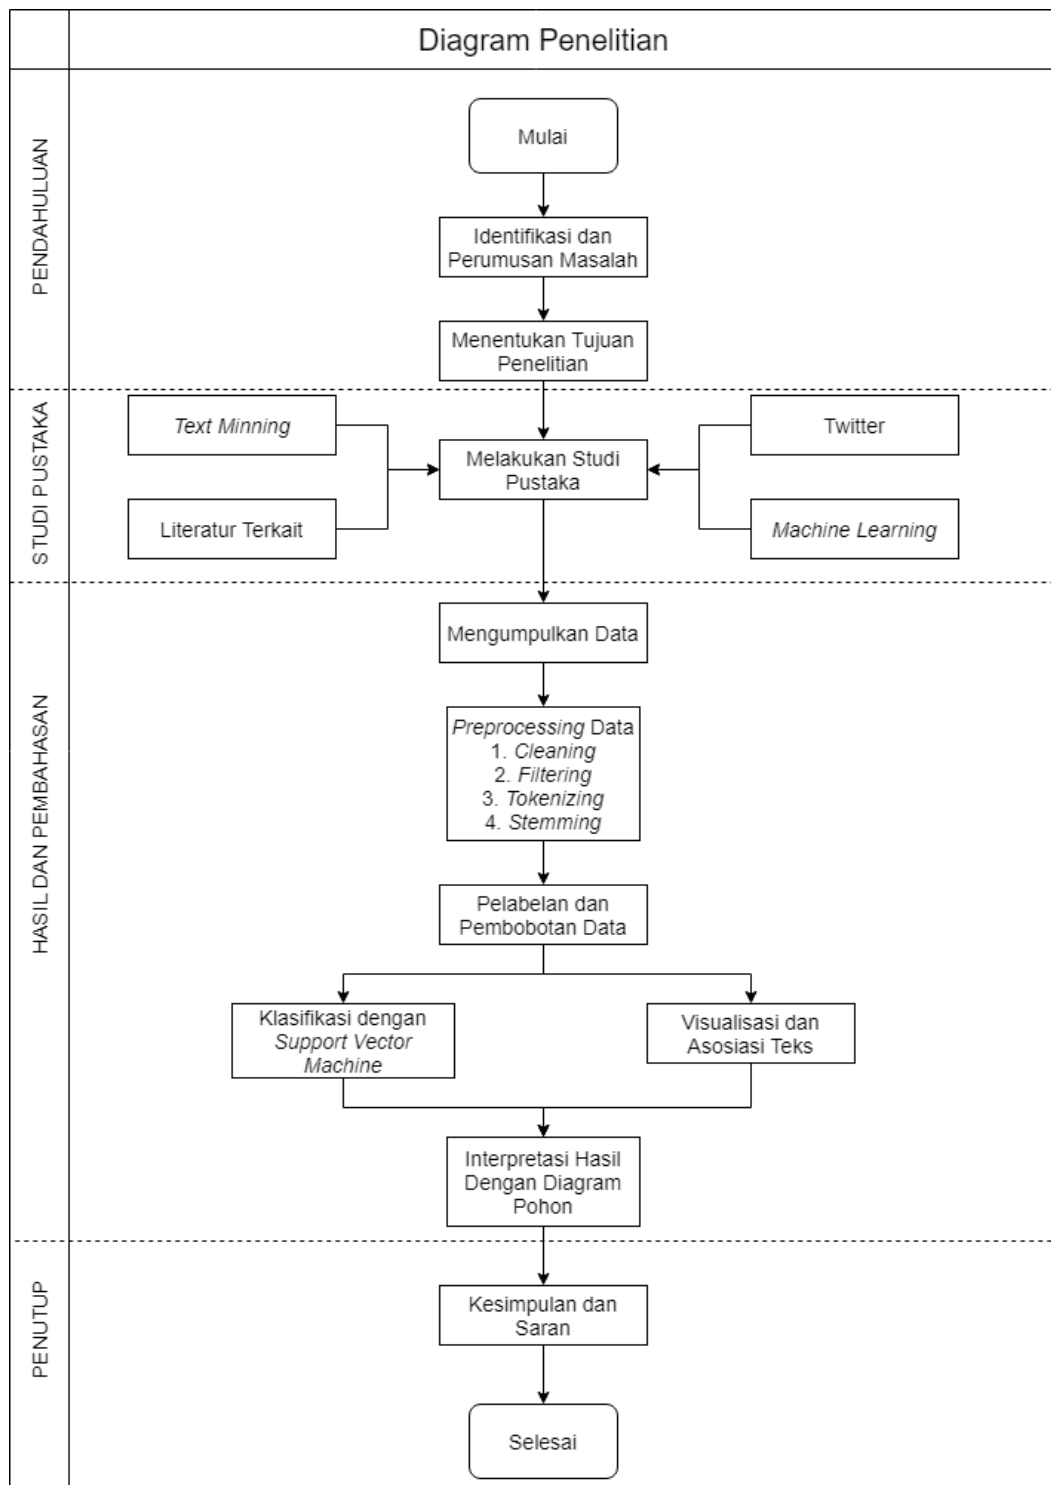 Diagram Penelitian
PENDAHULUAN
Mulai
Identifikasi dan
Perumusan Masalah
Menentukan Tujuan
Penelitian
STUDI PUSTAKA
Text Minning
Literatur Terkait
Melakukan Studi
Pustaka
Twitter
Machine Learning
HASIL DAN PEMBAHASAN
Mengumpulkan Data
Preprocessing Data
1. Cleaning
2. Filtering
3. Tokenizing
4. Stemming
Pelabelan dan
Pembobotan Data
Klasifikasi dengan
Support Vector
Machine
Visualisasi dan
Asosiasi Teks
Interpretasi Hasil
Dengan Diagram
Pohon
PENUTUP
Kesimpulan dan
Saran
Selesai